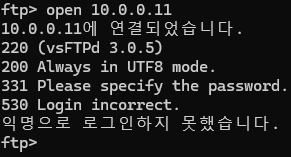 ftp> open 10.0.0.11
10.0.0.11에 연결되었습니다.
220 (vsFTPd 3.0.5)
200 Always in UTF8 mode.
331 Please specify the password.
530 Login incorrect.
익명으로 로그인하지 못했습니다.
ftp>